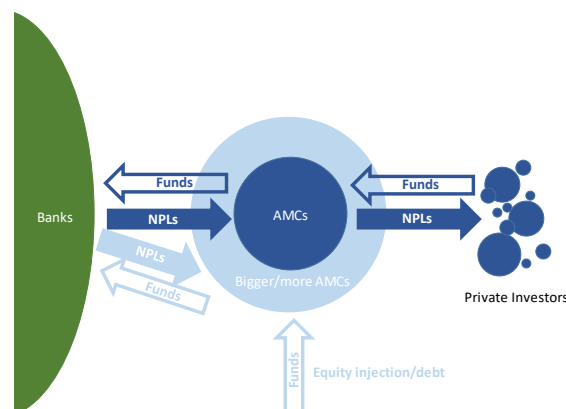 Funds
Funds
Banks
NPLs
AMCs
NPLs
NPLs
Bigger/more AMCs
Funds
Private Investors
Funds
Equity injection/debt